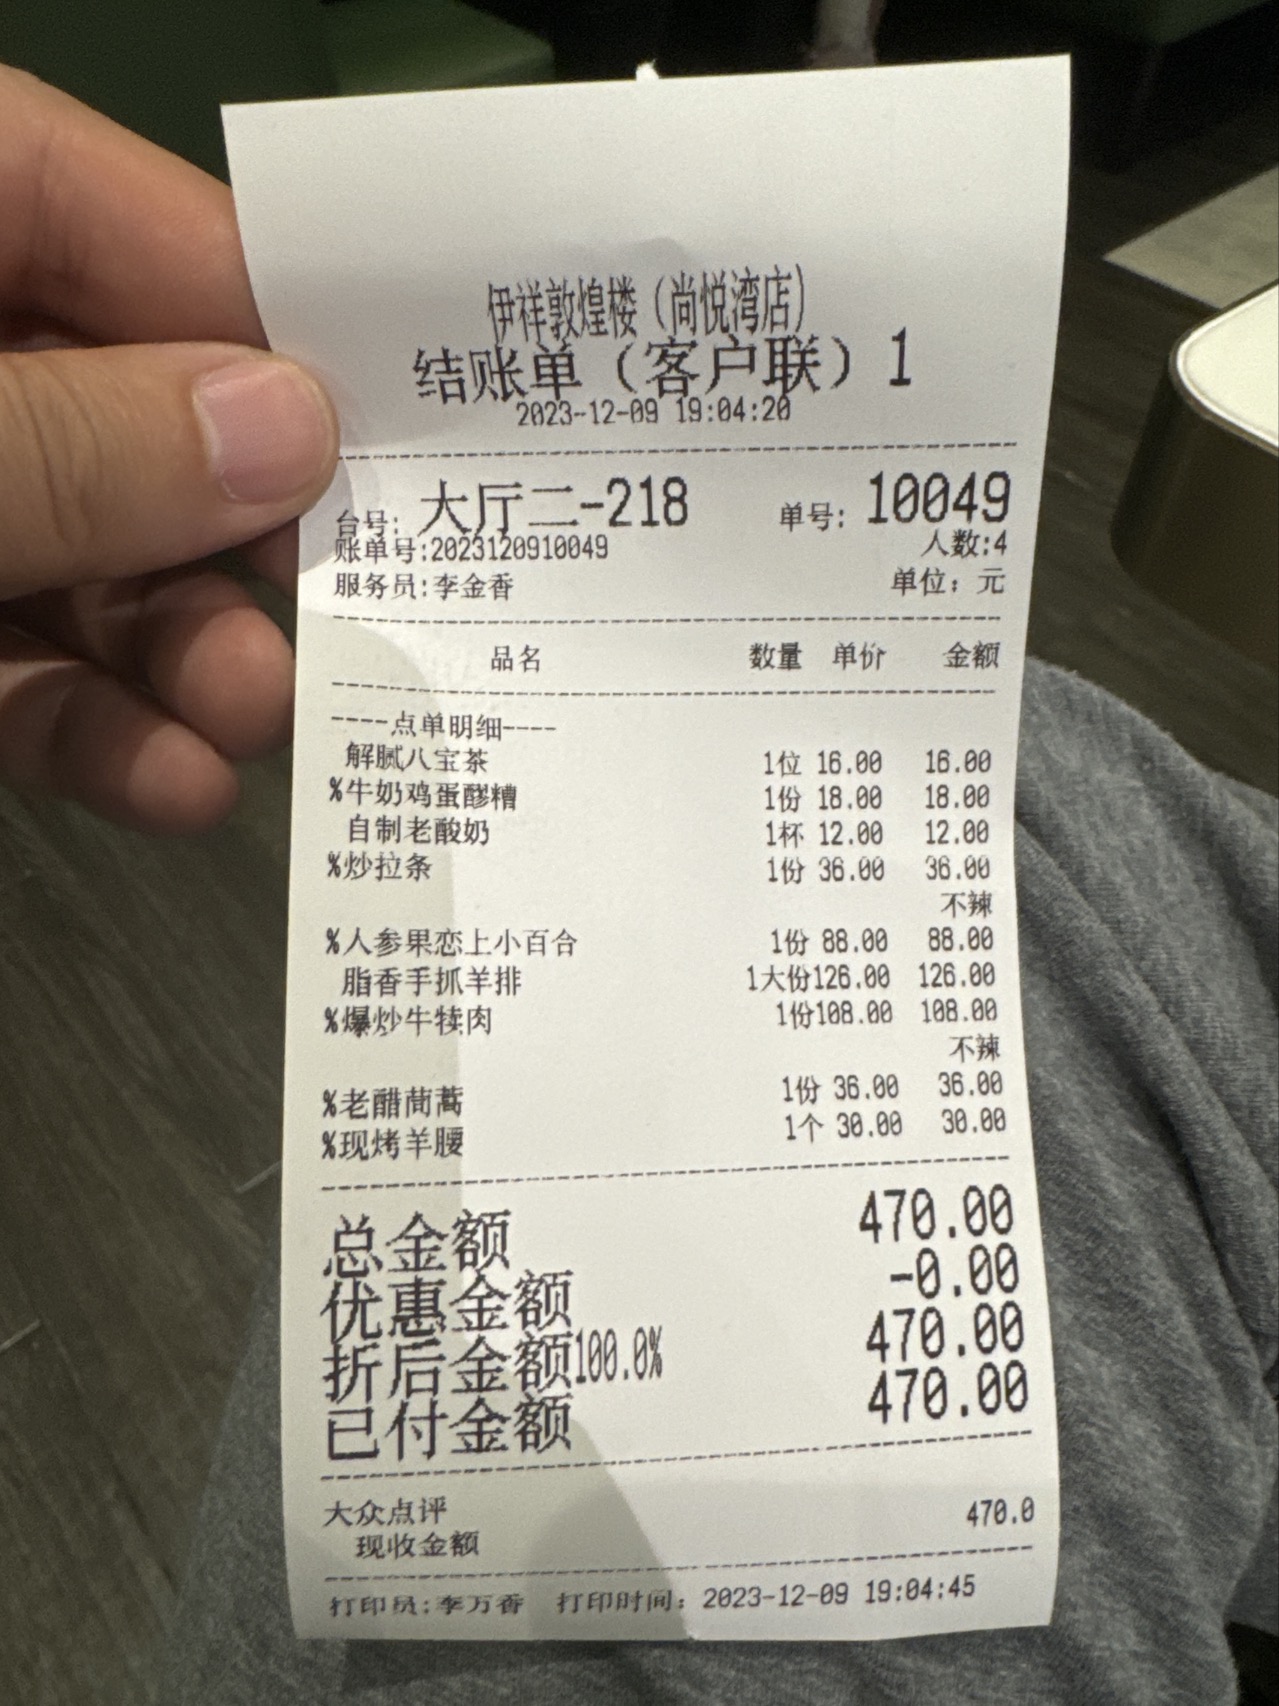 伊祥敦煌楼（尚悦湾店）
结账单（客户联）1
2023-12-09 19:04:20
台号: 大厅二-218 单号: 10049
账单号:2023120910049 人数:4
服务员:李金香 单位：元
品名 数量 单价 金额
----点单明细----
解腻八宝茶 1位 16.00 16.00
%牛奶鸡蛋醪糟 1份 18.00 18.00
自制老酸奶 1杯 12.00 12.00
%炒拉条 1份 36.00 36.00
不辣
%人参果恋上小百合 1份 88.00 88.00
脂香手抓羊排 1大份126.00 126.00
%爆炒牛犊肉 1份108.00 108.00
不辣
%老醋茼蒿 1份 36.00 36.00
%现烤羊腰 1个 30.00 30.00
总金额 470.00
优惠金额 -0.00
折后金额100.0% 470.00
已付金额 470.00
大众点评 470.0
现收金额
打印员:李万香 打印时间：2023-12-09 19:04:45